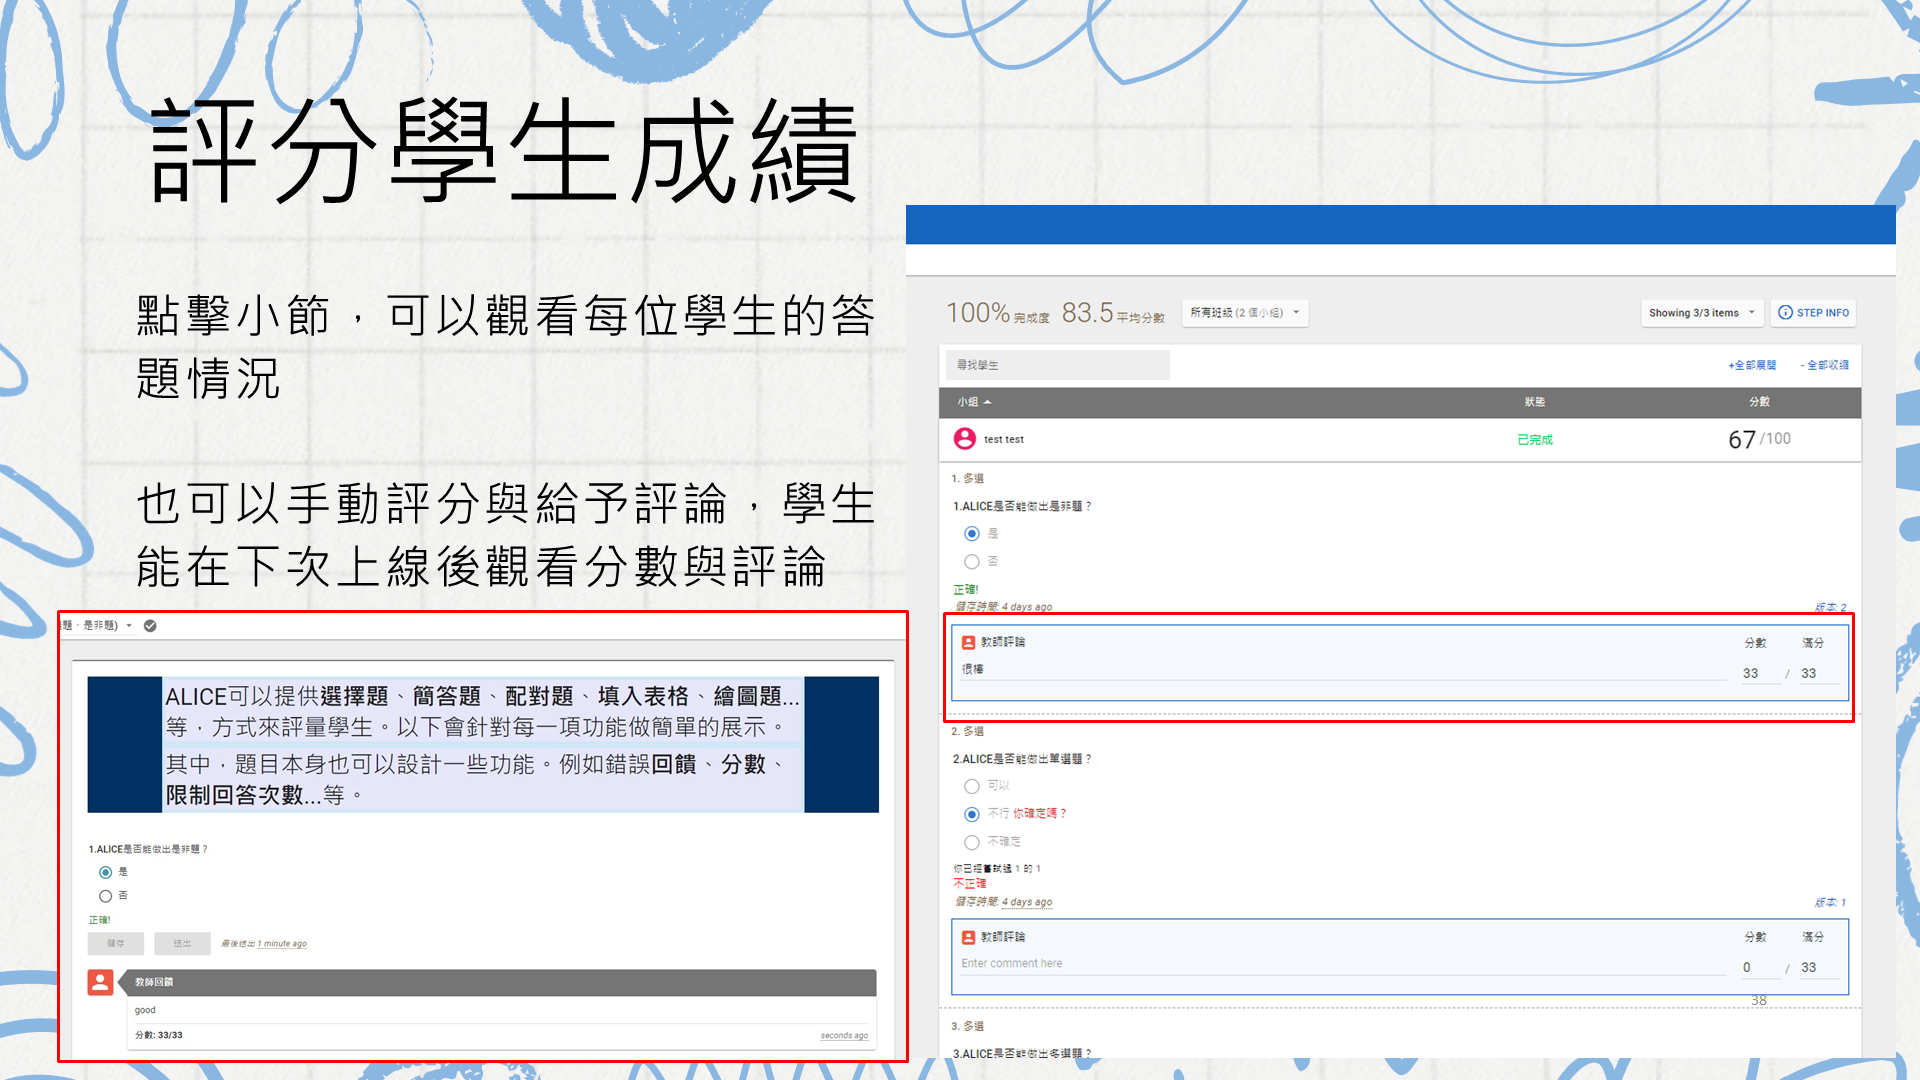 評分學生成績
點擊小節，可以觀看每位學生的答
題情況
也可以手動評分與給予評論，學生
能在下次上線後觀看分數與評論
題、是非題)
ALICE可以提供選擇題、簡答題、配對題、填入表格、繪圖題...
等，方式來評量學生。以下會針對每一項功能做簡單的展示。
其中，題目本身也可以設計一些功能。例如錯誤回饋、分數、
限制回答次數...等。
1.ALICE是否能做出是非題？
是
否
正確!
儲存 送出 最後送出 1 minute ago
教師回饋
good
分數: 33/33 seconds ago
100% 完成度 83.5 平均分數 所有班級 (2 個小組) Showing 3/3 items STEP INFO
尋找學生 +全部展開 - 全部收縮
小組 狀態 分數
test test 已完成 67 /100
1. 多選
1.ALICE是否能做出是非題？
是
否
正確!
儲存時間: 4 days ago 版本: 2
教師評論 分數 滿分
很棒 33 / 33
2. 多選
2.ALICE是否能做出單選題？
可以
不行 你確定嗎？
不確定
你已經嘗試過 1 的 1
不正確
儲存時間: 4 days ago 版本: 1
教師評論 分數 滿分
Enter comment here 0 / 33
38
3. 多選
3.ALICE是否能做出多選題？